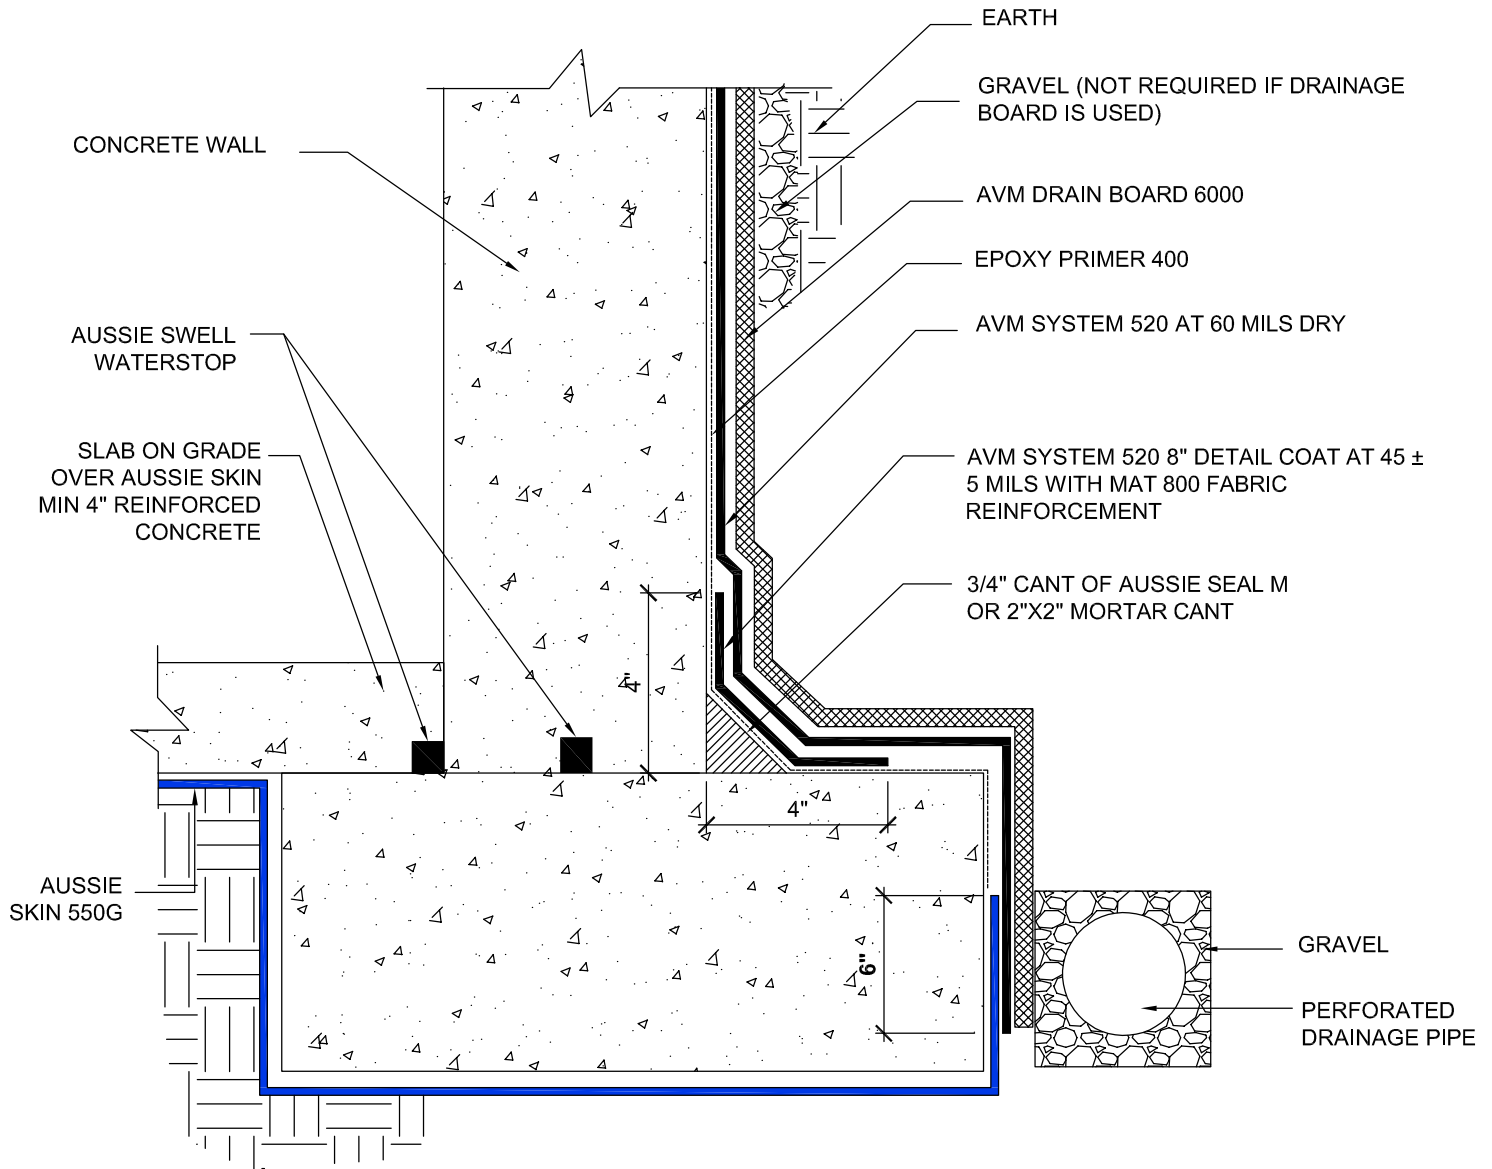 EARTH
GRAVEL (NOT REQUIRED IF DRAINAGE
BOARD IS USED)
CONCRETE WALL
AVM DRAIN BOARD 6000
EPOXY PRIMER 400
AVM SYSTEM 520 AT 60 MILS DRY
AUSSIE SWELL
WATERSTOP
SLAB ON GRADE
OVER AUSSIE SKIN
MIN 4" REINFORCED
CONCRETE
AVM SYSTEM 520 8" DETAIL COAT AT 45 ±
5 MILS WITH MAT 800 FABRIC
REINFORCEMENT
3/4" CANT OF AUSSIE SEAL M
OR 2"X2" MORTAR CANT
4"
4"
AUSSIE
SKIN 550G
6"
GRAVEL
PERFORATED
DRAINAGE PIPE